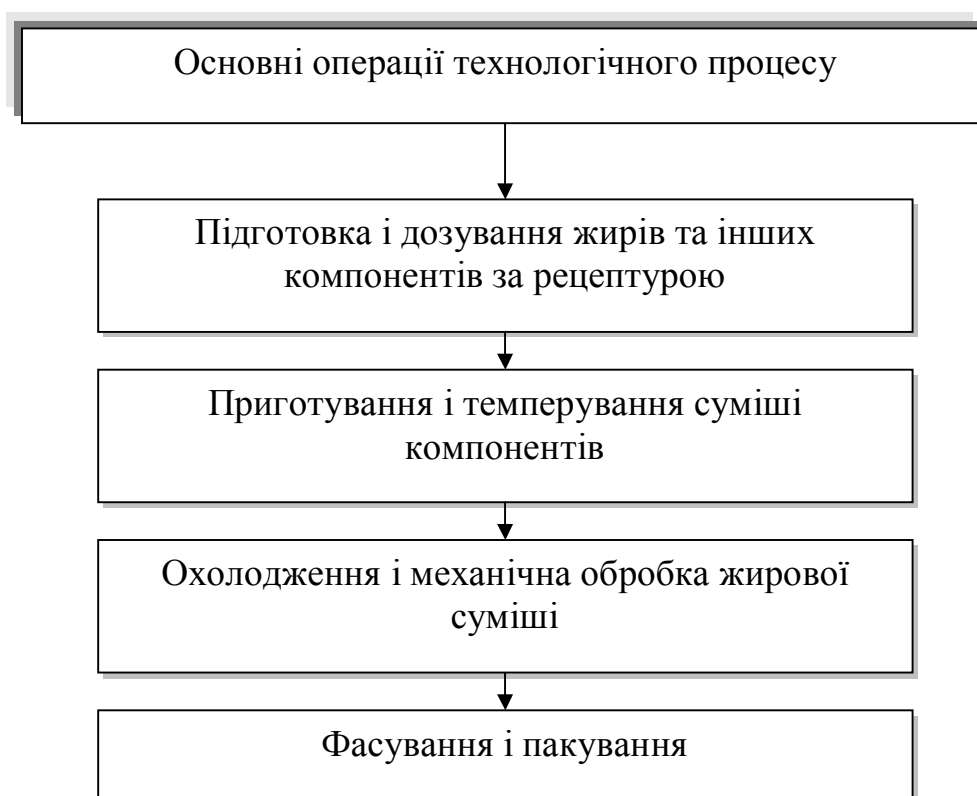 Основні операції технологічного процесу
Підготовка і дозування жирів та інших
компонентів за рецептурою
Приготування і темперування суміші
компонентів
Охолодження і механічна обробка жирової
суміші
Фасування і пакування